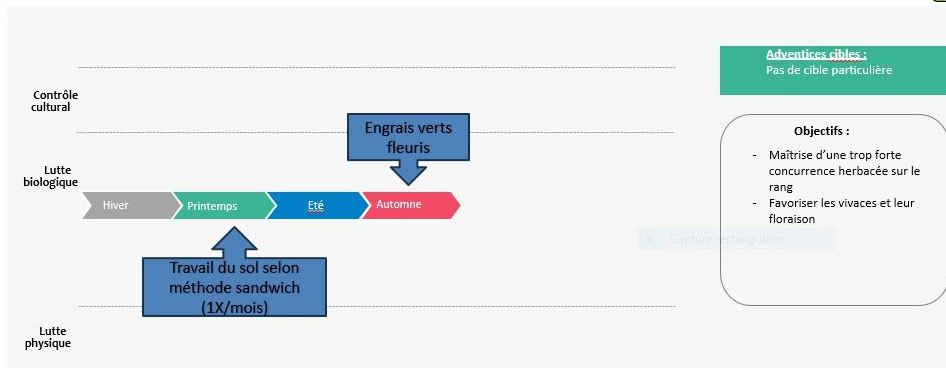 Adventices cibles :
Pas de cible particulière
Contrôle
cultural
Engrais verts
fleuris
Objectifs :
- Maîtrise d'une trop forte
concurrence herbacée sur le
rang
- Favoriser les vivaces et leur
floraison
Lutte
biologique
Hiver
Printemps
Eté
Automne
Capture rectangulaire
Travail du sol selon
méthode sandwich
(1X/mois)
Lutte
physique